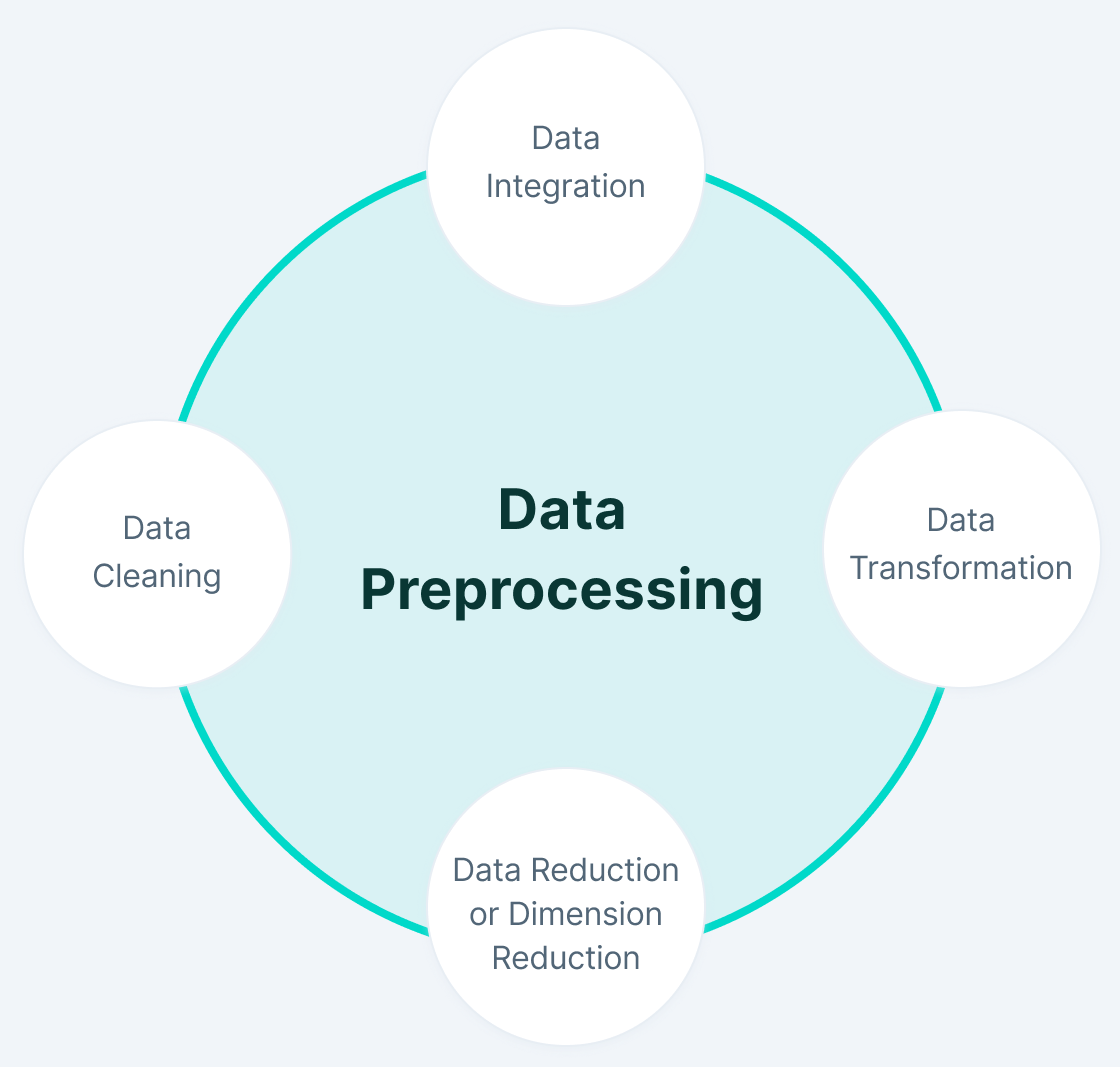 Data
Integration
Data
Cleaning
Data
Preprocessing
Data
Transformation
Data Reduction
or Dimension
Reduction